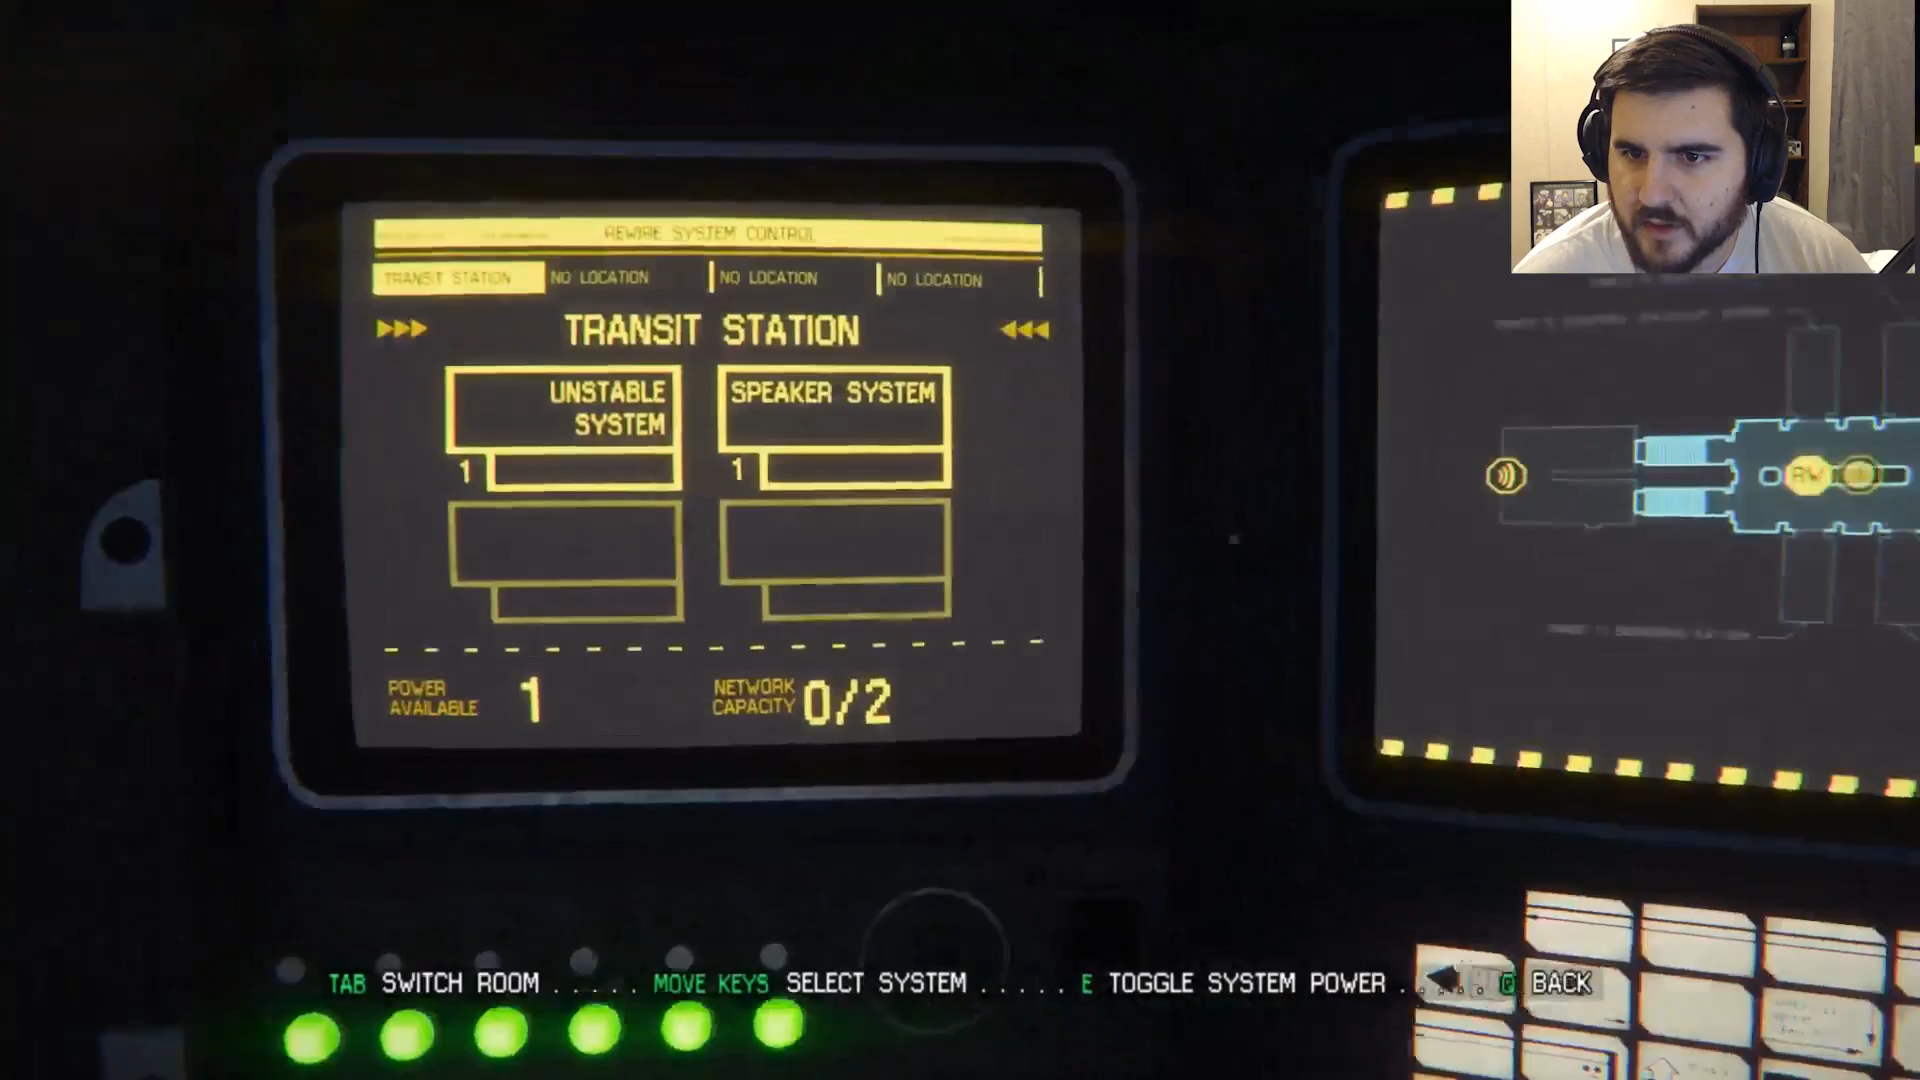 REWIRE SYSTEM CONTROL
TRANSIT STATION
NO LOCATION
NO LOCATION
NO LOCATION
TRANSIT STATION
UNSTABLE
SYSTEM
1
SPEAKER SYSTEM
1
POWER
AVAILABLE
1
NETWORK
CAPACITY
0/2
RW
TAB SWITCH ROOM ..... MOVE KEYS SELECT SYSTEM ..... E TOGGLE SYSTEM POWER ..... Q BACK